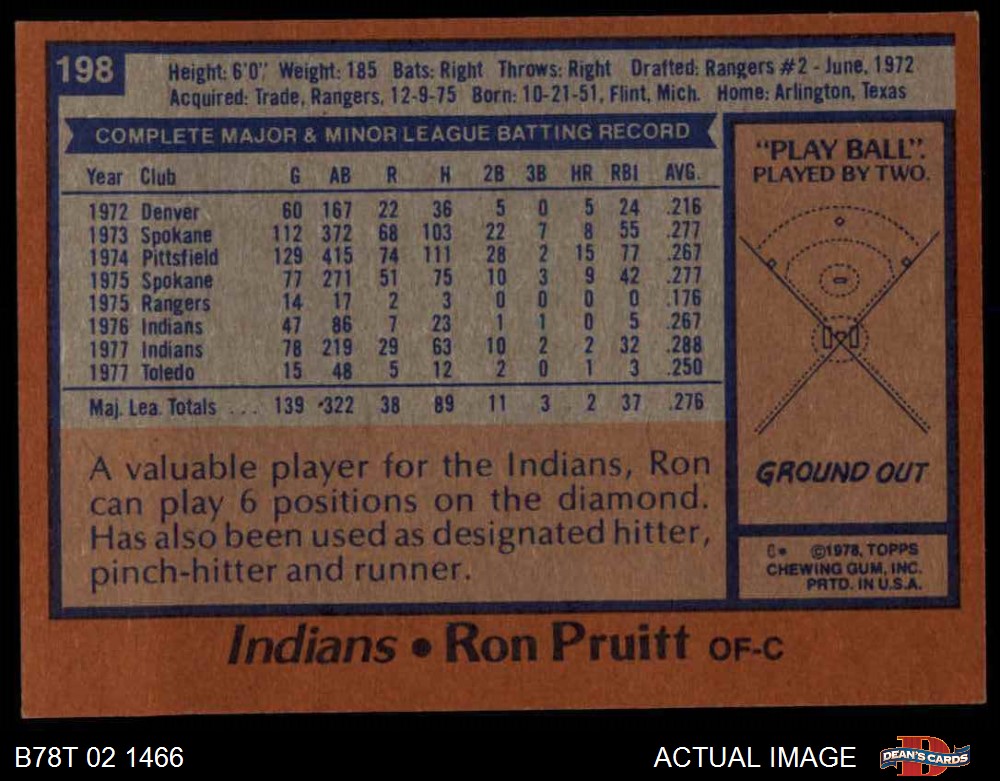 198
Height: 6'0". Weight: 185 Bats: Right Throws: Right Drafted: Rangers #2 - June, 1972
Acquired: Trade, Rangers, 12-9-75 Born: 10-21-51, Flint, Mich. Home: Arlington, Texas
COMPLETE MAJOR & MINOR LEAGUE BATTING RECORD
Year Club G AB R H 2B 3B HR RBI AVG.
1972 Denver 60 167 22 36 5 0 5 24 .216
1973 Spokane 112 372 68 103 22 7 8 55 .277
1974 Pittsfield 129 415 74 111 28 2 15 77 .267
1975 Spokane 77 271 51 75 10 3 9 42 .277
1975 Rangers 14 17 2 3 0 0 0 0 .176
1976 Indians 47 86 7 23 1 1 0 5 .267
1977 Indians 78 219 29 63 10 2 2 32 .288
1977 Toledo 15 48 5 12 2 0 1 3 .250
Maj. Lea. Totals ... 139 322 38 89 11 3 2 37 .276
A valuable player for the Indians, Ron
can play 6 positions on the diamond.
Has also been used as designated hitter,
pinch-hitter and runner.
"PLAY BALL".
PLAYED BY TWO.
GROUND OUT
©1978, TOPPS
CHEWING GUM, INC.
PRTD. IN U.S.A.
Indians • Ron Pruitt OF-C
B78T 02 1466
ACTUAL IMAGE
DEAN'S CARDS